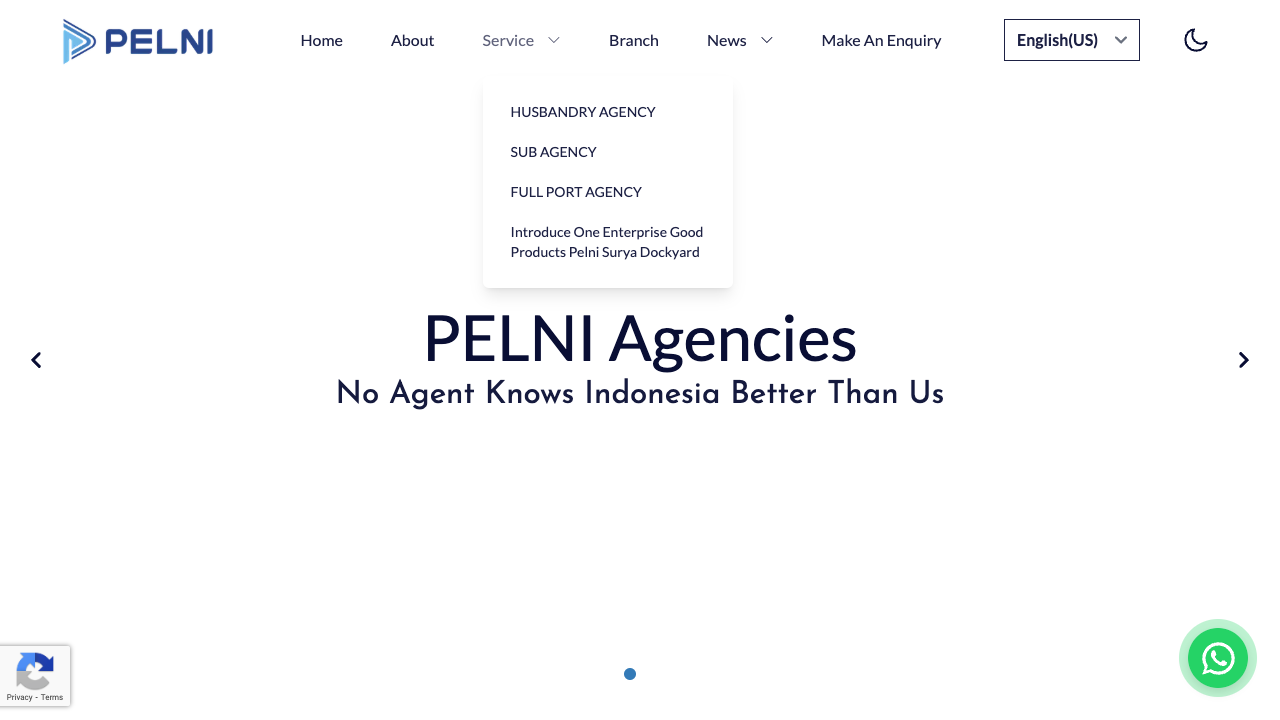 PELNI
Home
About
Service
Branch
News
Make An Enquiry
English(US)
HUSBANDRY AGENCY
SUB AGENCY
FULL PORT AGENCY
Introduce One Enterprise Good
Products Pelni Surya Dockyard
PELNI Agencies
No Agent Knows Indonesia Better Than Us
Privacy - Terms